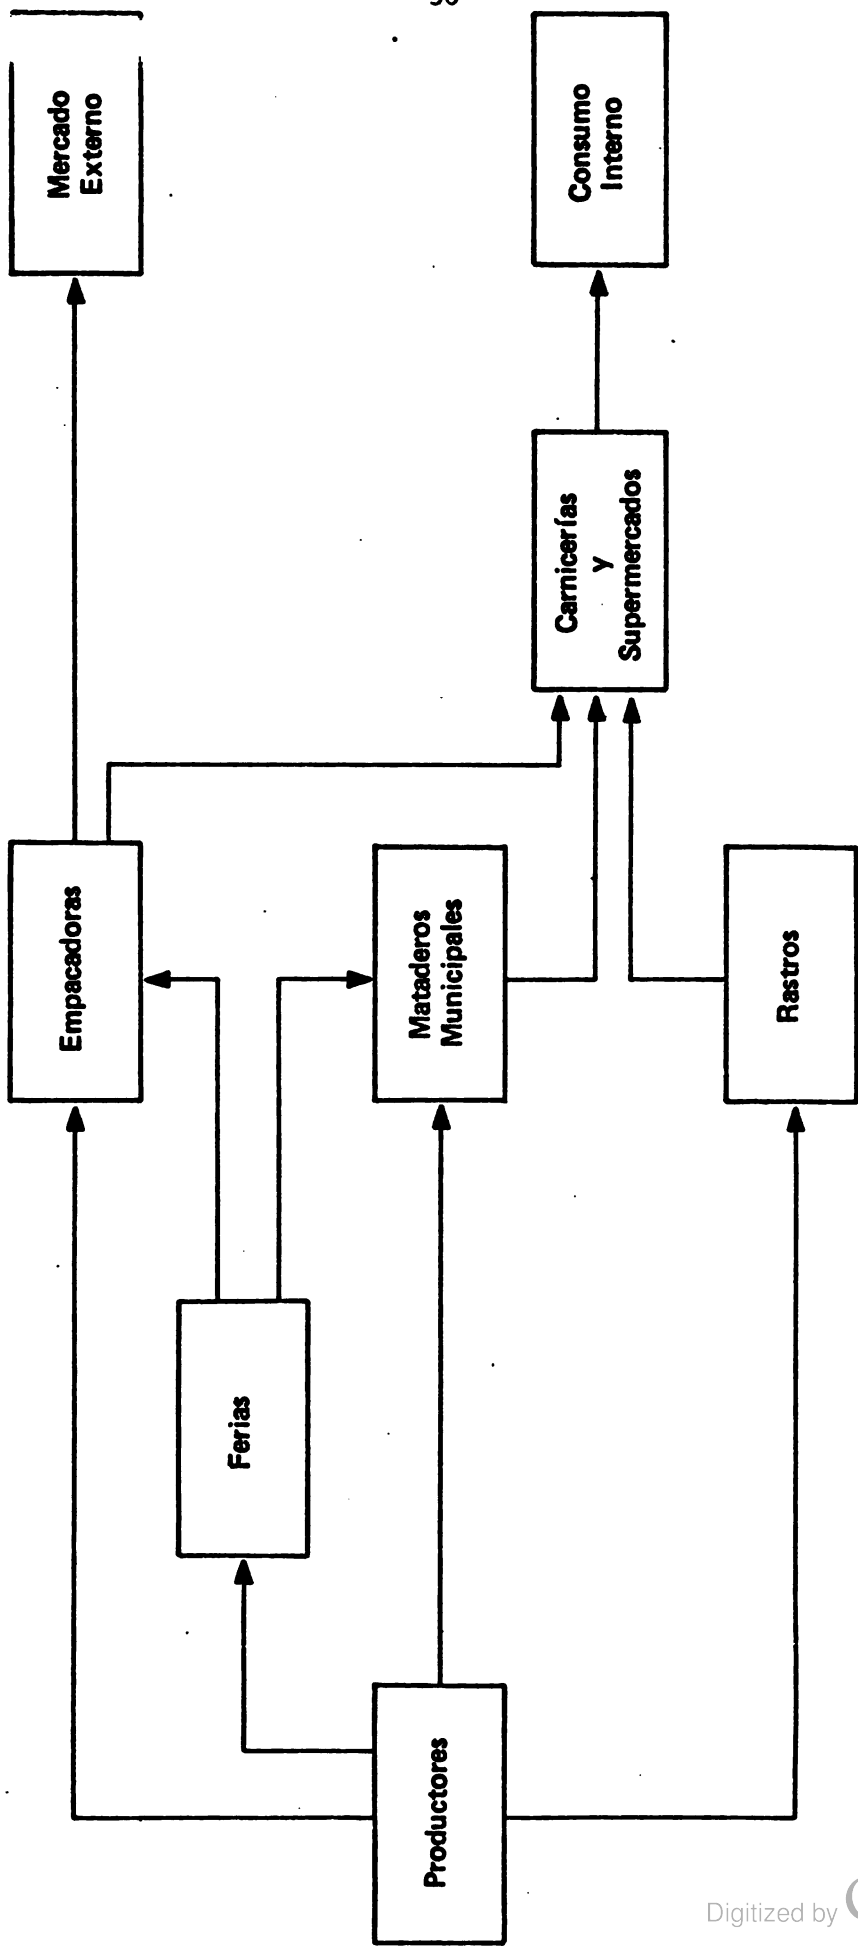 Mercado
Externo
Consumo
Interno
Carnicerías
y
Supermercados
Empacadoras
Mataderos
Municipales
Rastros
Ferias
Productores
Digitized by